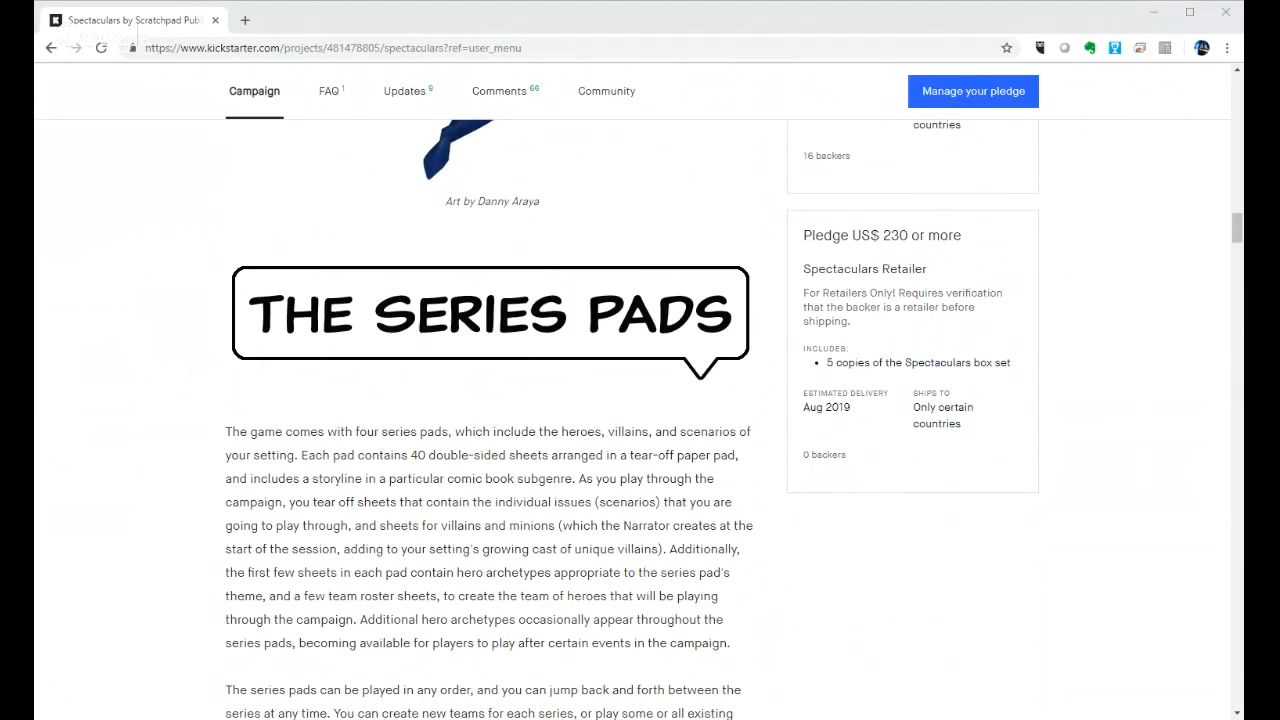 Spectaculars by Scratchpad Publi
https://www.kickstarter.com/projects/481478805/spectaculars?ref=user_menu
Campaign
FAQ 1
Updates 9
Comments 66
Community
Manage your pledge
Art by Danny Araya
THE SERIES PADS
The game comes with four series pads, which include the heroes, villains, and scenarios of
your setting. Each pad contains 40 double-sided sheets arranged in a tear-off paper pad,
and includes a storyline in a particular comic book subgenre. As you play through the
campaign, you tear off sheets that contain the individual issues (scenarios) that you are
going to play through, and sheets for villains and minions (which the Narrator creates at the
start of the session, adding to your setting's growing cast of unique villains). Additionally,
the first few sheets in each pad contain hero archetypes appropriate to the series pad's
theme, and a few team roster sheets, to create the team of heroes that will be playing
through the campaign. Additional hero archetypes occasionally appear throughout the
series pads, becoming available for players to play after certain events in the campaign.
The series pads can be played in any order, and you can jump back and forth between the
series at any time. You can create new teams for each series, or play some or all existing
countries
16 backers
Pledge US$ 230 or more
Spectaculars Retailer
For Retailers Only! Requires verification
that the backer is a retailer before
shipping.
INCLUDES:
• 5 copies of the Spectaculars box set
ESTIMATED DELIVERY
Aug 2019
SHIPS TO
Only certain
countries
0 backers